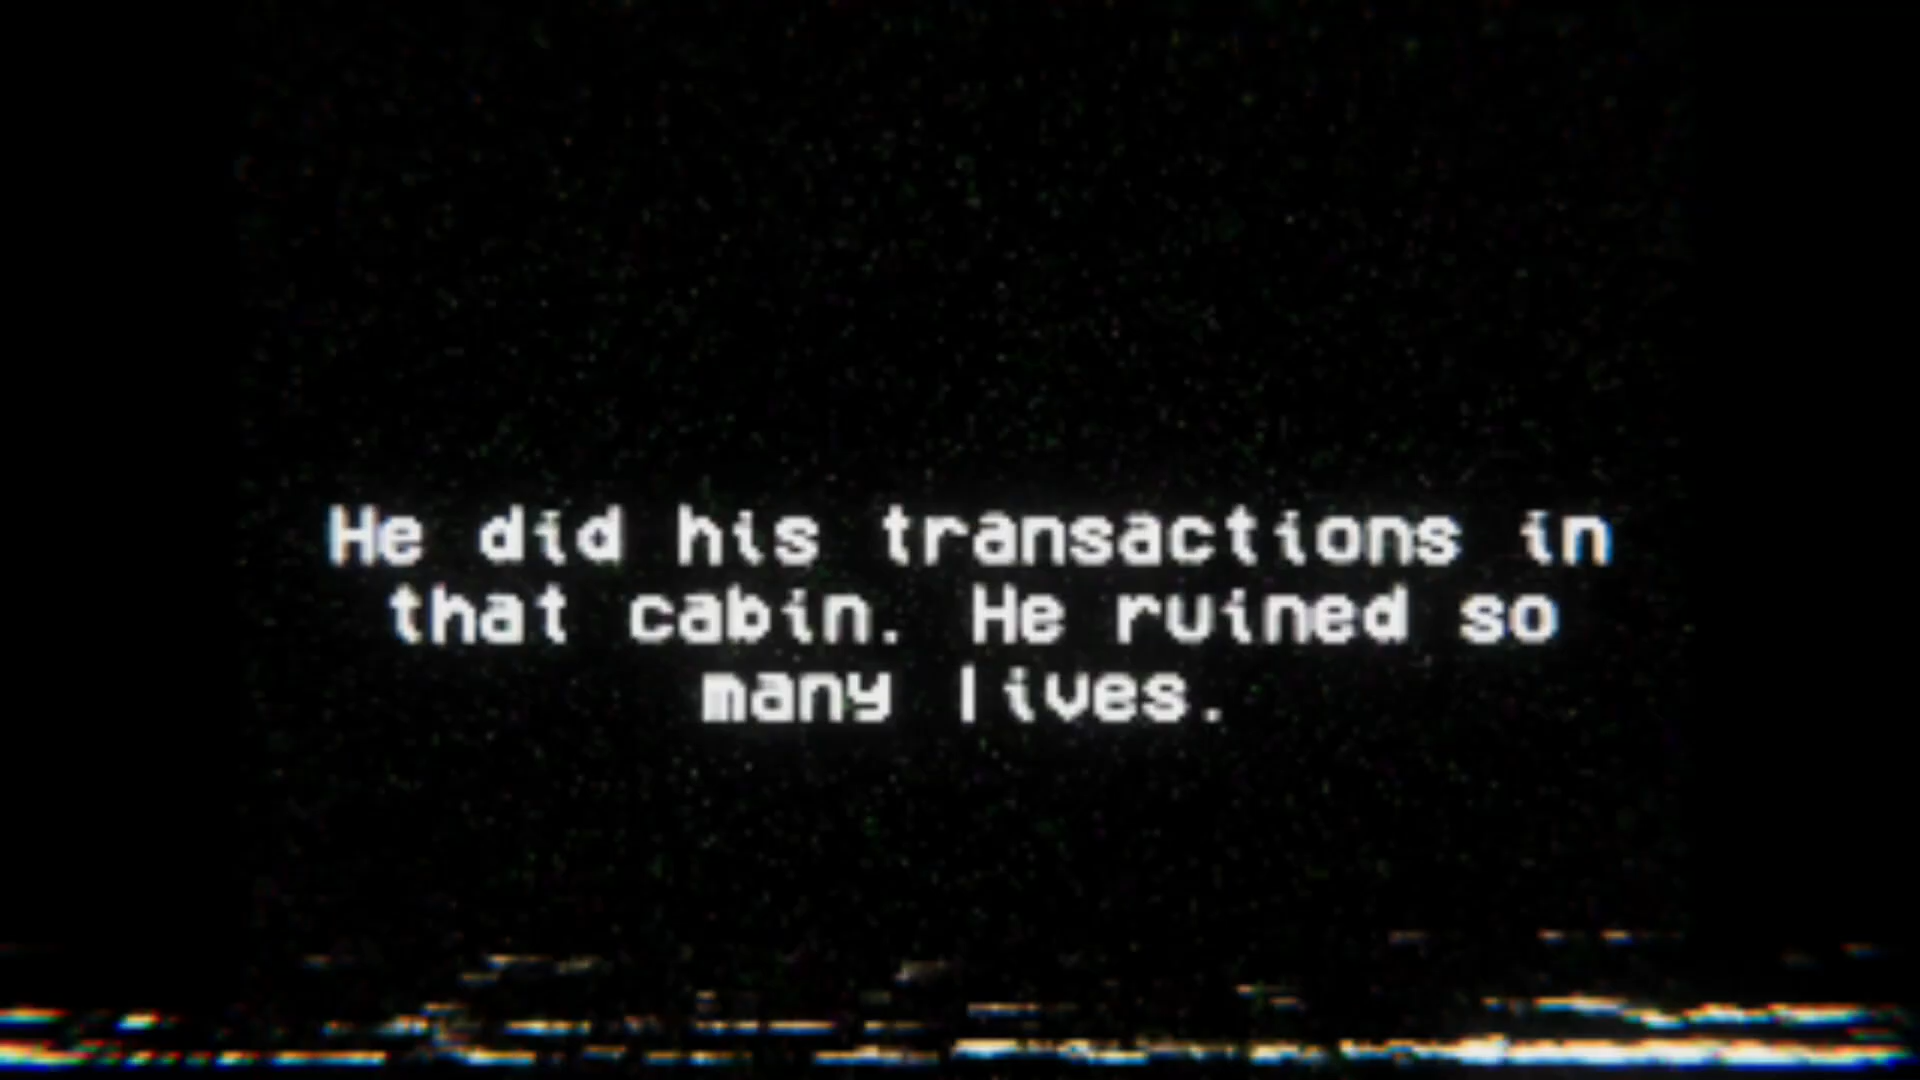 He did his transactions in
that cabin. He ruined so
many lives.